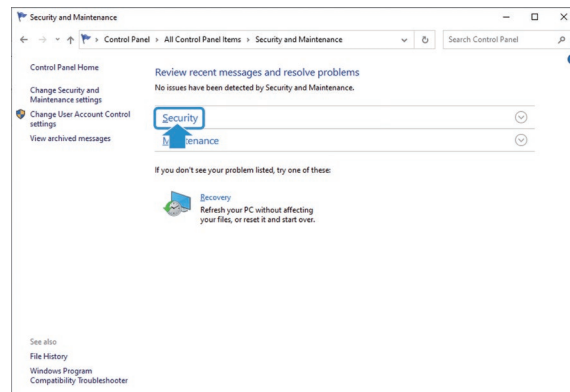 Security and Maintenance
Control Panel > All Control Panel Items > Security and Maintenance
Search Control Panel
Control Panel Home
Change Security and
Maintenance settings
Change User Account Control
settings
View archived messages
Review recent messages and resolve problems
No issues have been detected by Security and Maintenance.
Security
M tenance
If you don't see your problem listed, try one of these:
Recovery
Refresh your PC without affecting
your files, or reset it and start over.
See also
File History
Windows Program
Compatibility Troubleshooter